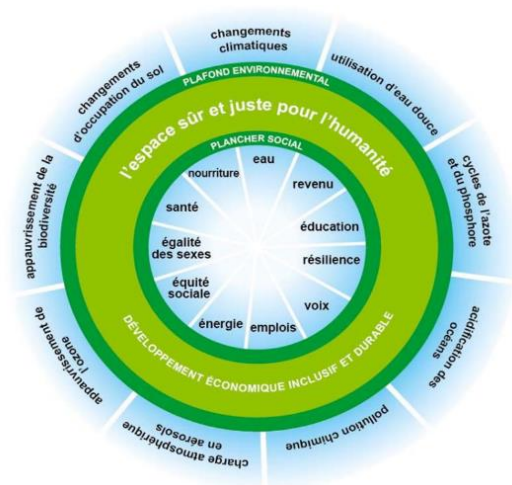 changements
climatiques
utilisation d'eau douce
cycles de l'azote
et du phosphore
acidification des
océans
pollution chimique
charge atmosphérique
en aérosols
appauvrissement de
l'ozone
appauvrissement de la
biodiversité
changements
d'occupation du sol
PLAFOND ENVIRONNEMENTAL
l'espace sûr et juste pour l'humanité
PLANCHER SOCIAL
eau
revenu
éducation
résilience
voix
emplois
énergie
équité
sociale
égalité
des sexes
santé
nourriture
DÉVELOPPEMENT ÉCONOMIQUE INCLUSIF ET DURABLE